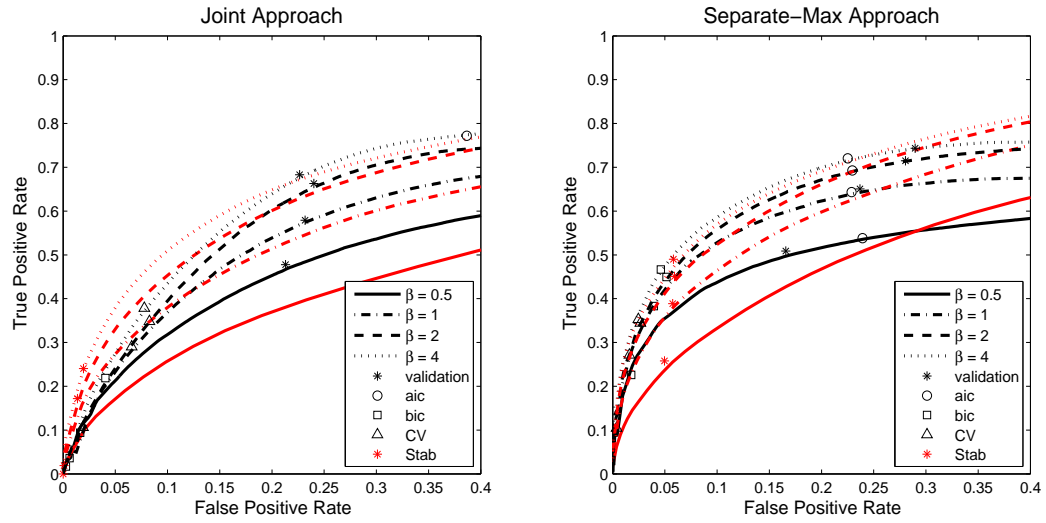 Joint Approach
1
0.9
0.8
0.7
0.6
0.5
0.4
0.3
0.2
0.1
0
True Positive Rate
0
0.05
0.1
0.15
0.2
0.25
0.3
0.35
0.4
False Positive Rate
β = 0.5
β = 1
β = 2
β = 4
validation
aic
bic
CV
Stab
Separate−Max Approach
1
0.9
0.8
0.7
0.6
0.5
0.4
0.3
0.2
0.1
0
True Positive Rate
0
0.05
0.1
0.15
0.2
0.25
0.3
0.35
0.4
False Positive Rate
β = 0.5
β = 1
β = 2
β = 4
validation
aic
bic
CV
Stab